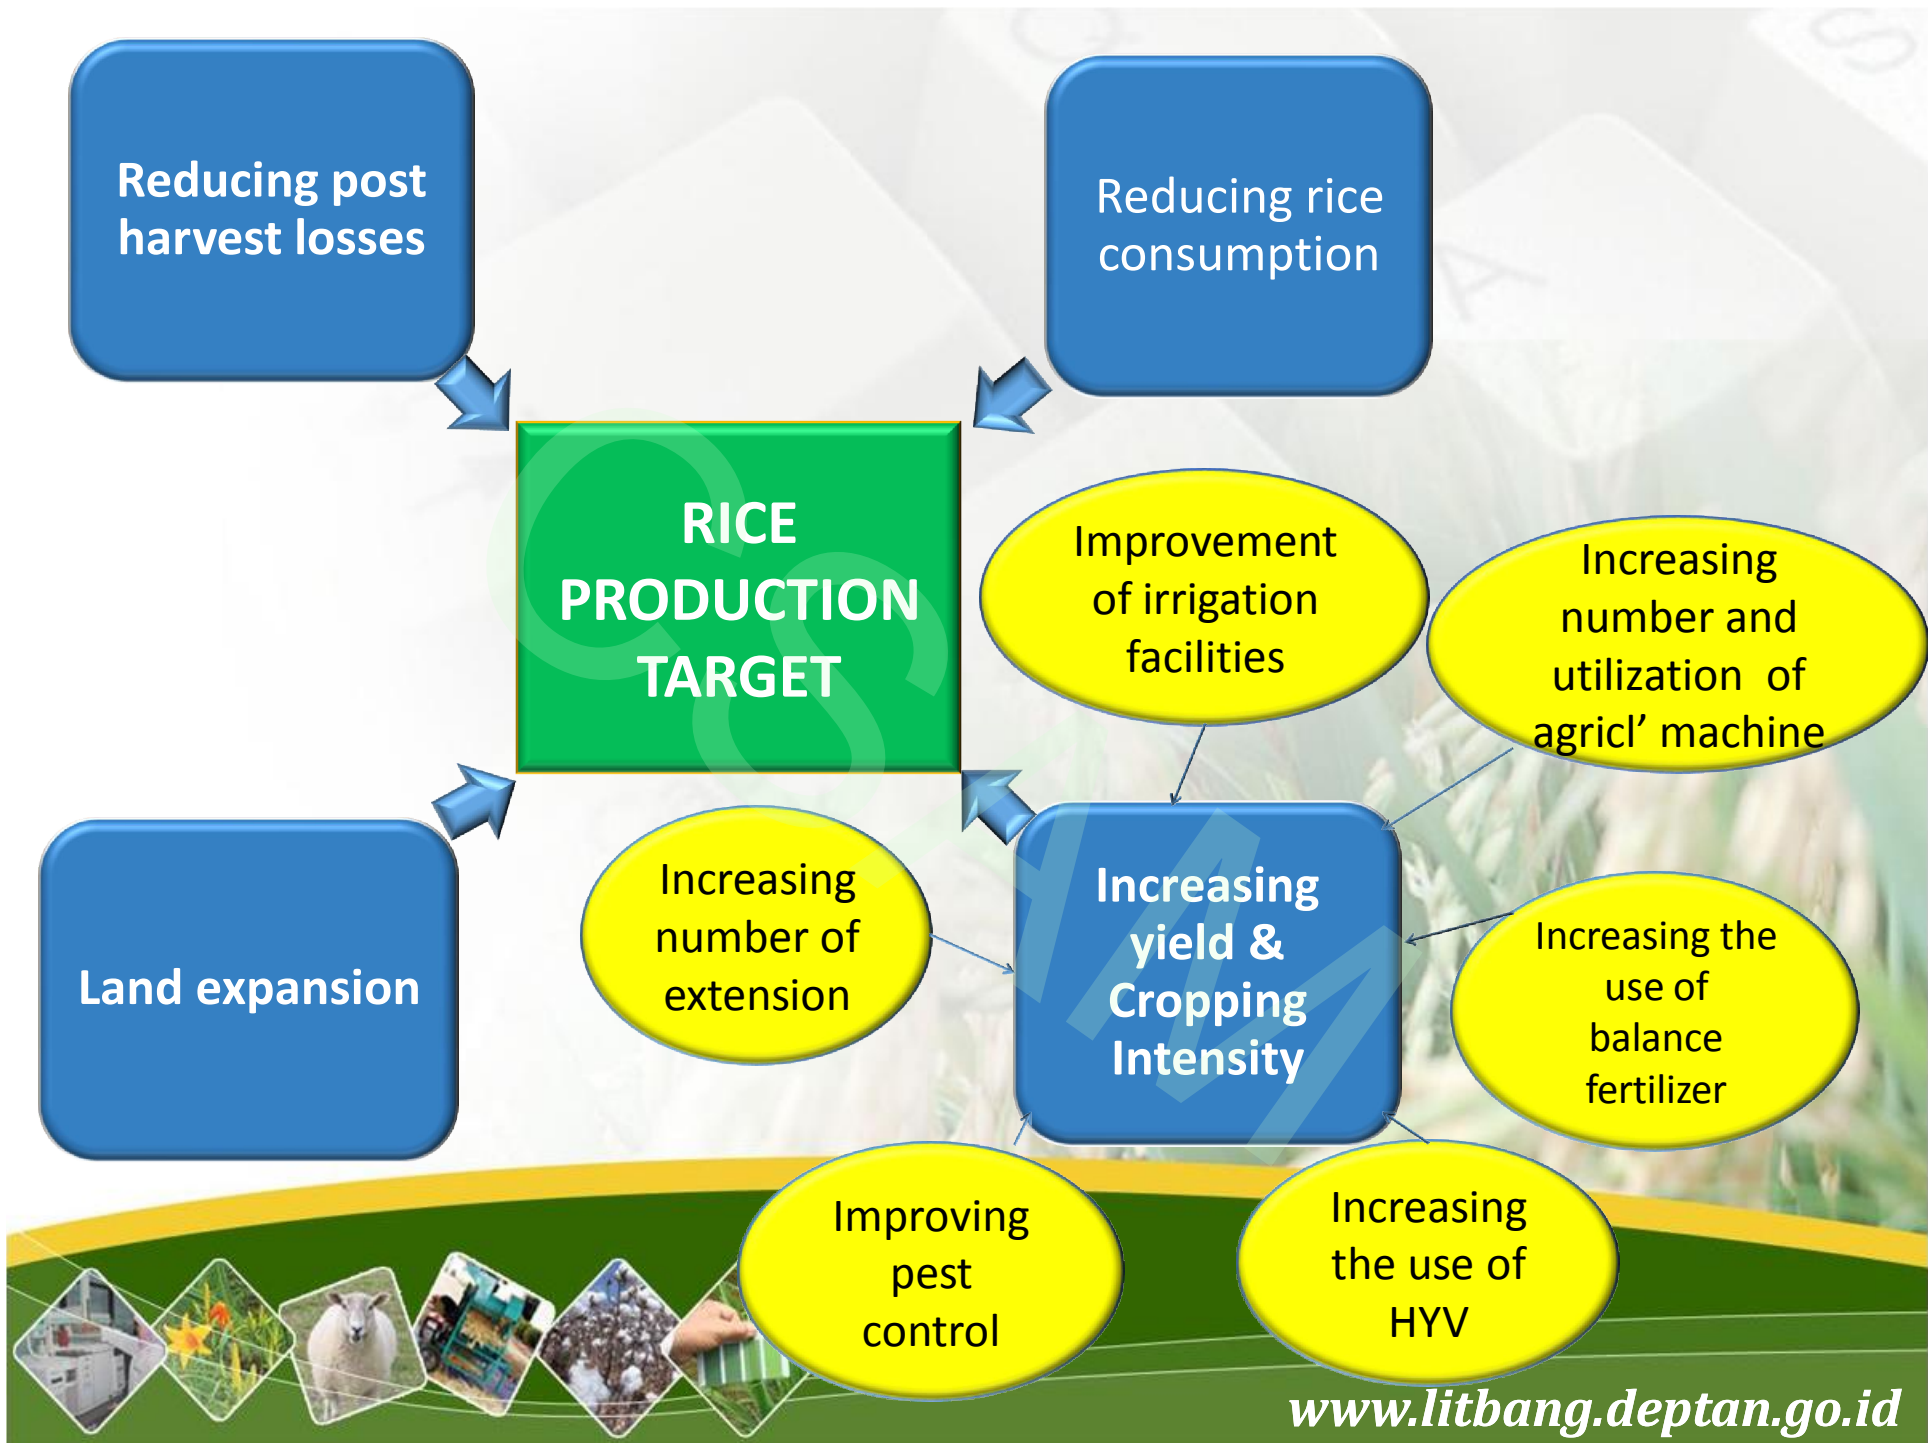 Reducing post
harvest losses
Reducing rice
consumption
RICE
PRODUCTION
TARGET
Improvement
of irrigation
facilities
Increasing
number and
utilization of
agricl’ machine
Increasing
number of
extension
Increasing
yield &
Cropping
Intensity
Increasing the
use of
balance
fertilizer
Land expansion
Improving
pest
control
Increasing
the use of
HYV
CSAM
www.litbang.deptan.go.id